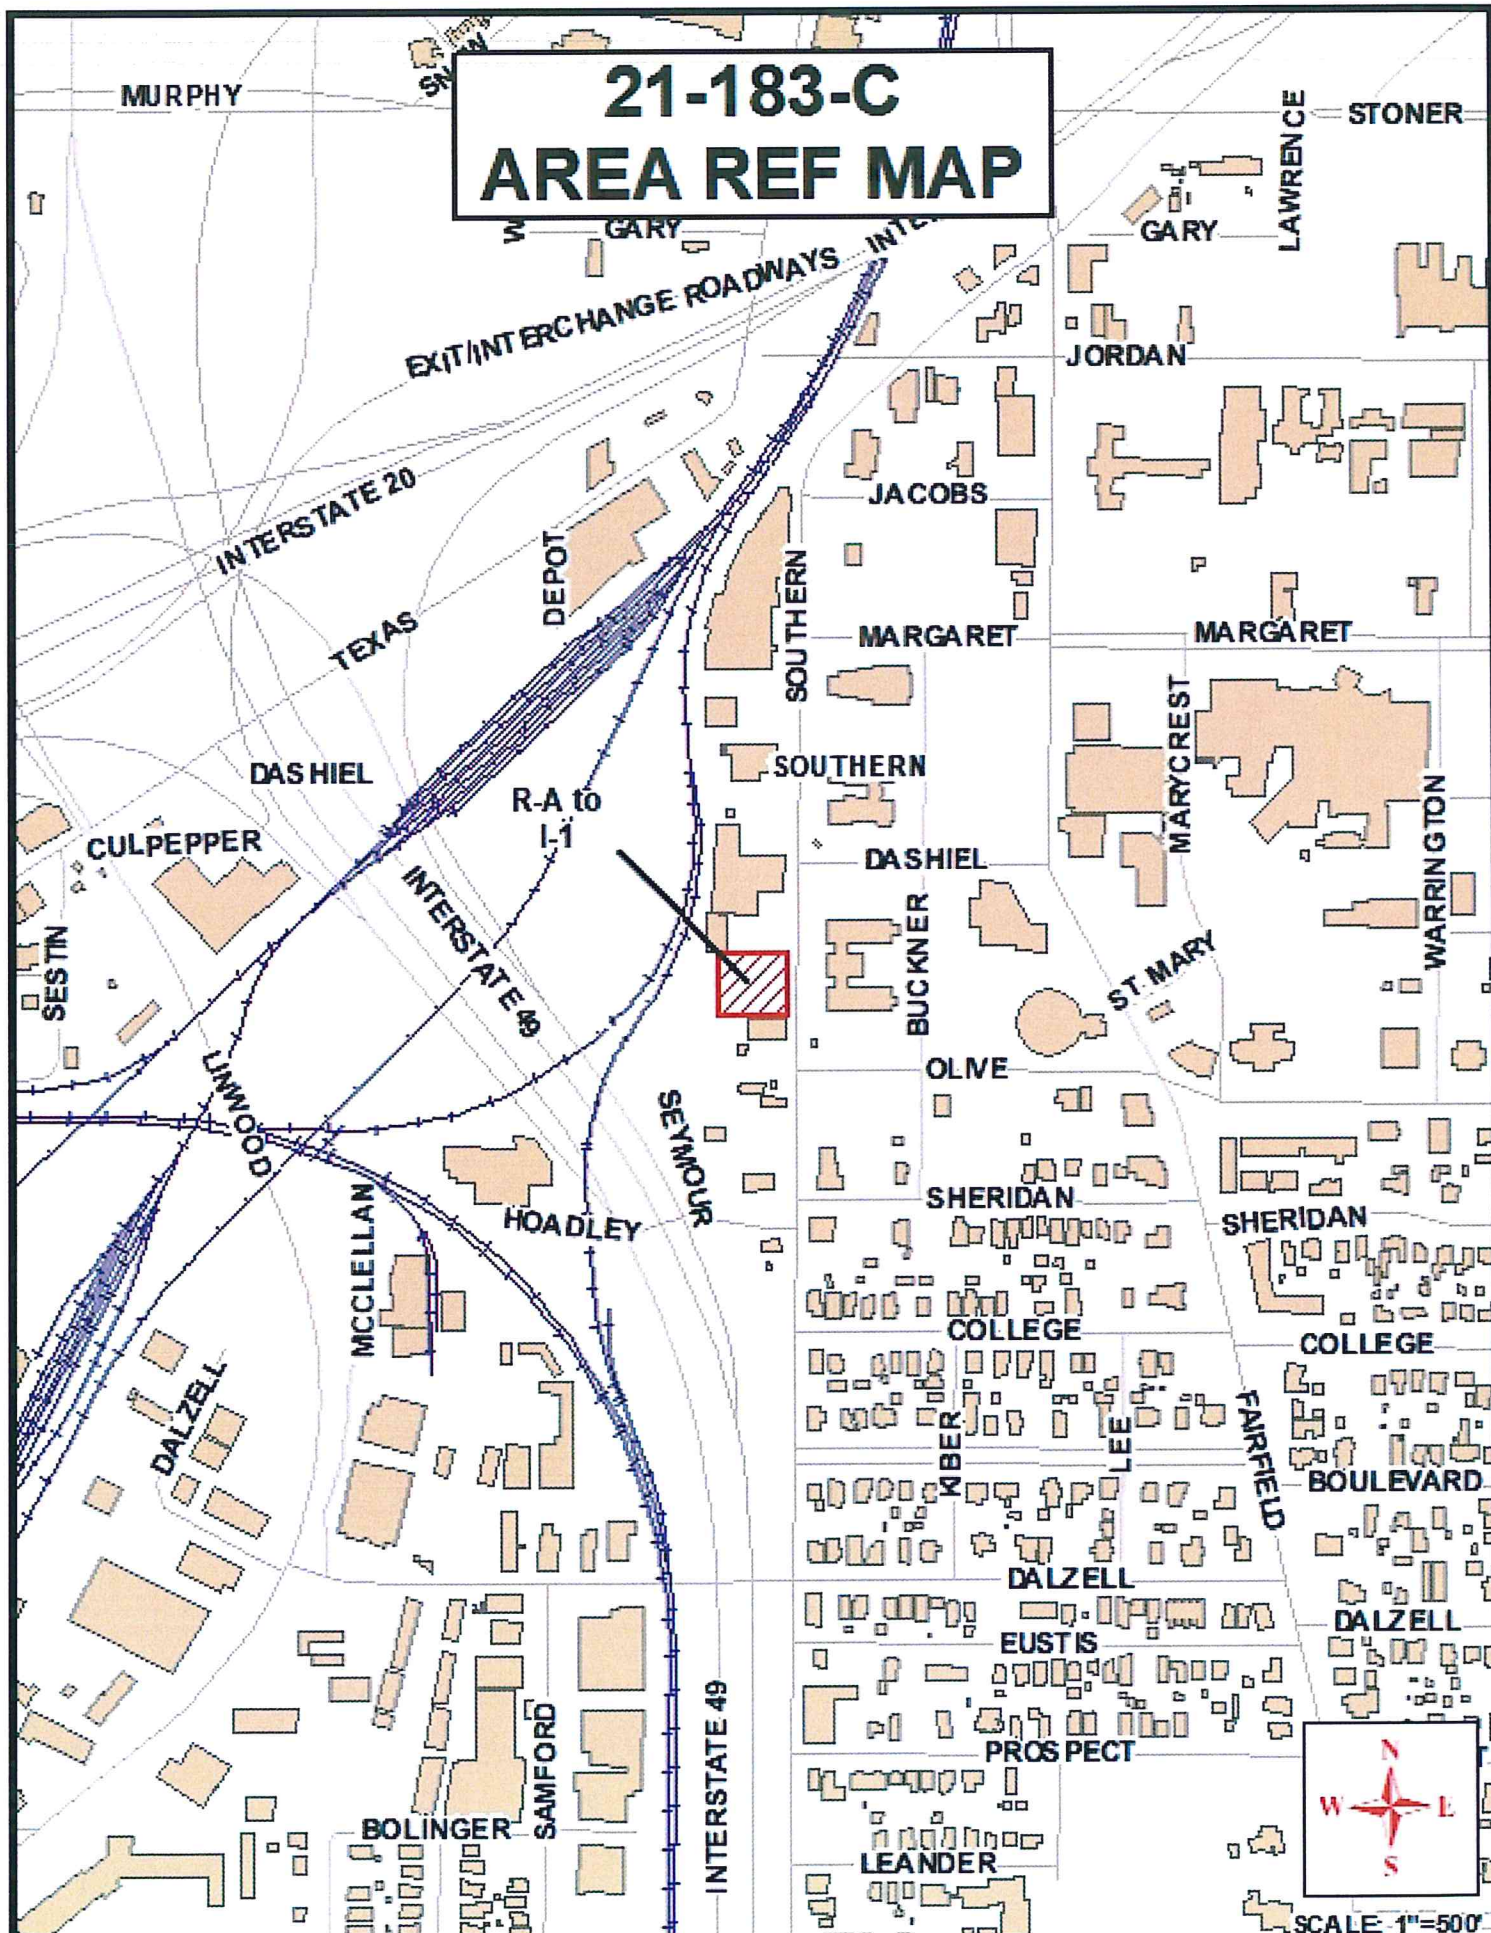 21-183-C
AREA REF MAP
MURPHY
STONER
LAWRENCE
GARY
GARY
EXIT/INTERCHANGE ROADWAYS
JORDAN
INTERSTATE 20
JACOBS
DEPOT
SOUTHERN
TEXAS
MARGARET
MARGARET
MARYCREST
DASHIEL
SOUTHERN
R-A to
I-1
CULPEPPER
DASHIEL
WARRINGTON
INTERSTATE 49
BUCKNER
SESTIN
ST. MARY
OLIVE
LINWOOD
SEYMOUR
MCCLELLAN
HOADLEY
SHERIDAN
SHERIDAN
COLLEGE
COLLEGE
DALZELL
KIBER
LEE
FAIRFIELD
BOULEVARD
DALZELL
DALZELL
EUSTIS
INTERSTATE 49
SAMFORD
PROSPECT
BOLINGER
LEANDER
N
W
E
S
SCALE: 1"=500'